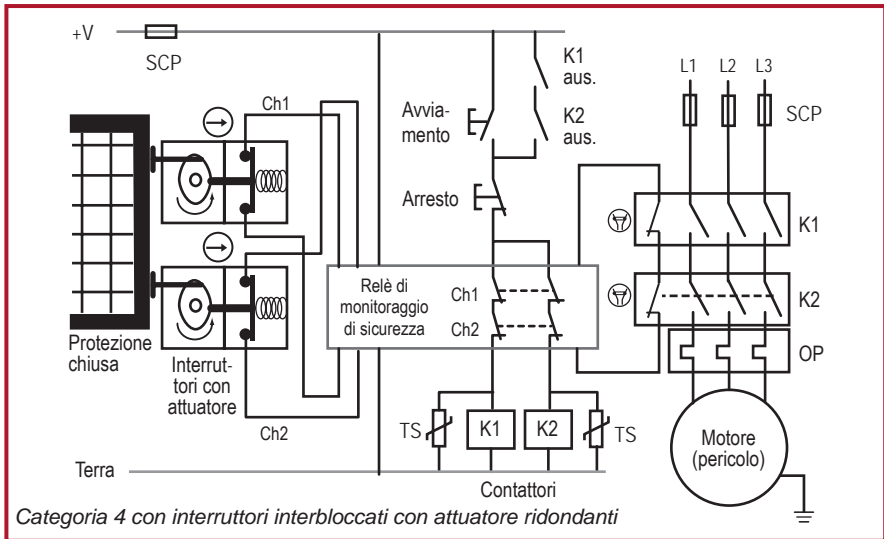 +V
SCP
K1
aus.
L1 L2 L3
Ch1
Avvia-
mento
K2
aus.
SCP
Arresto
K1
Relè di
monitoraggio
di sicurezza
Ch1
Ch2
K2
Protezione
chiusa
Interrut-
tori con
attuatore
OP
Ch2
TS
K1
K2
TS
Motore
(pericolo)
Terra
Contattori
Categoria 4 con interruttori interbloccati con attuatore ridondanti